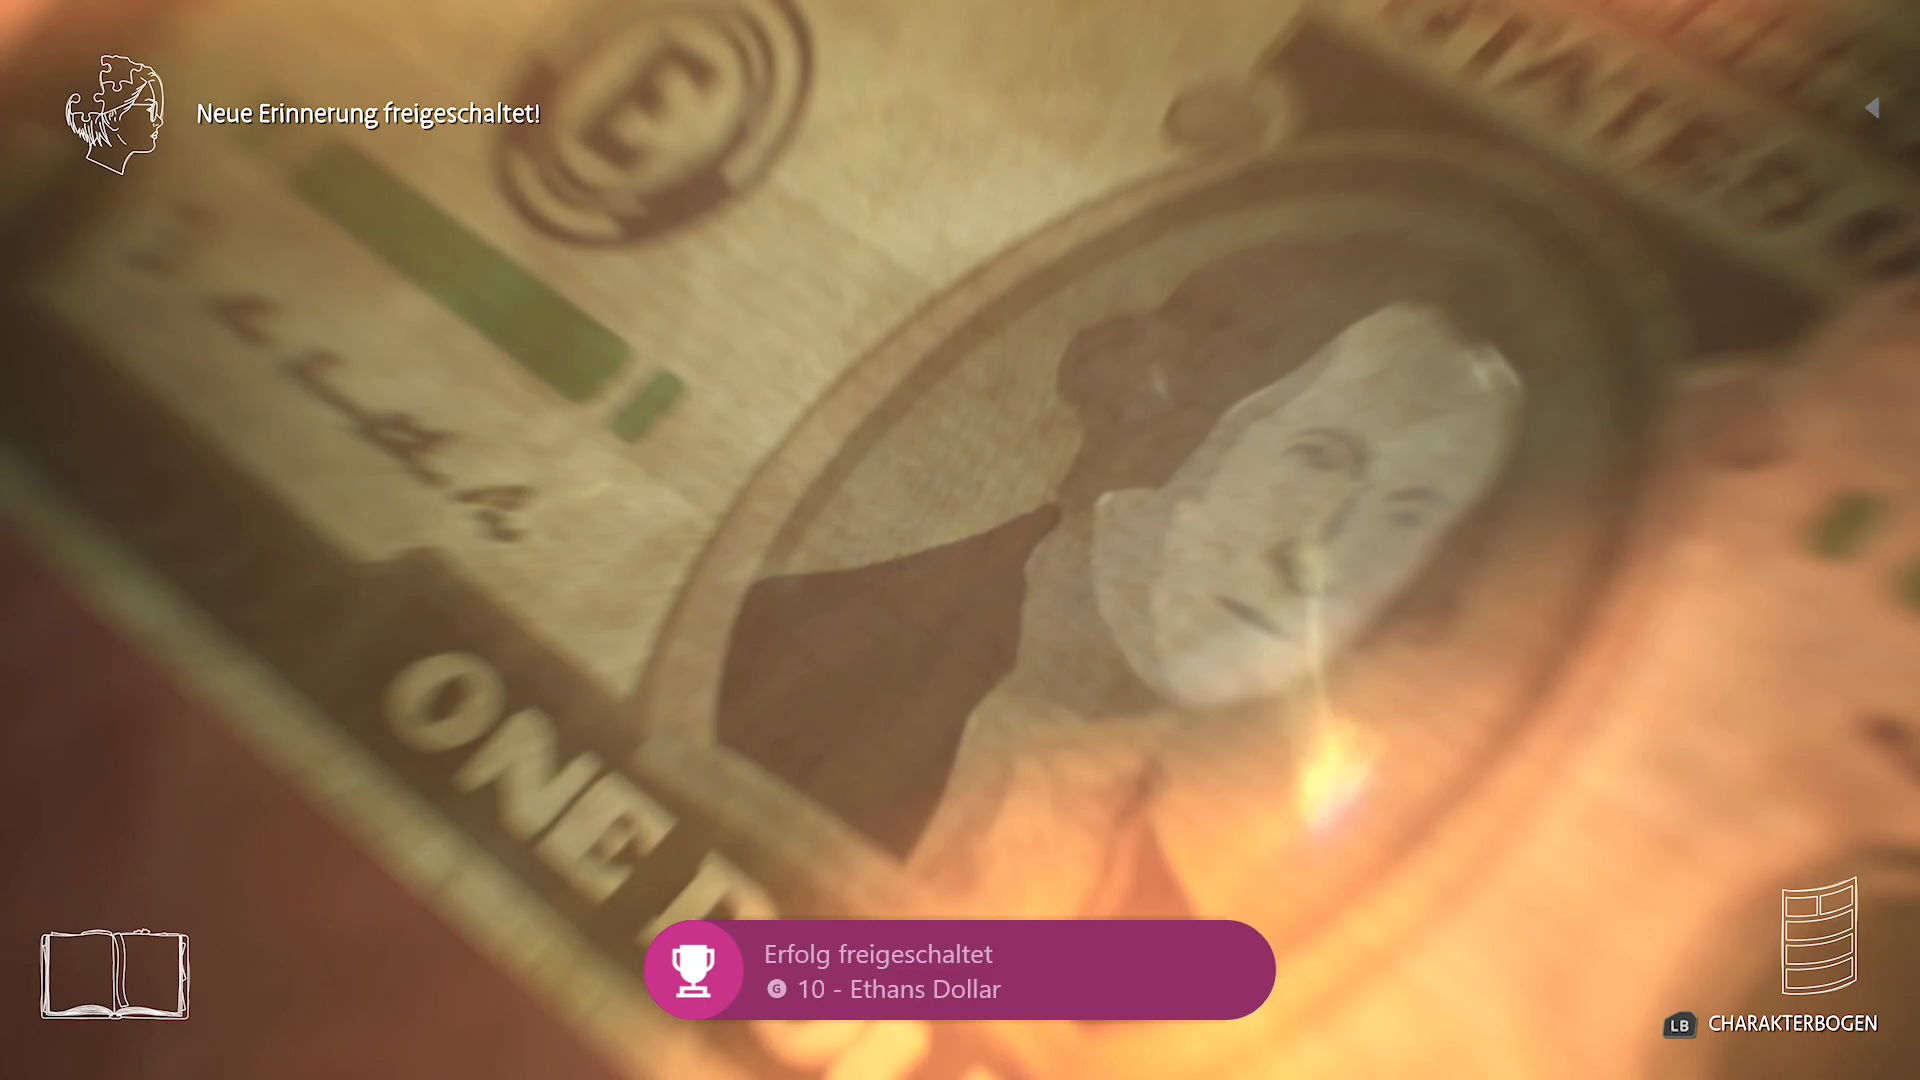 Neue Erinnerung freigeschaltet!
E
ONE D
Erfolg freigeschaltet
G 10 - Ethans Dollar
LB CHARAKTERBOGEN